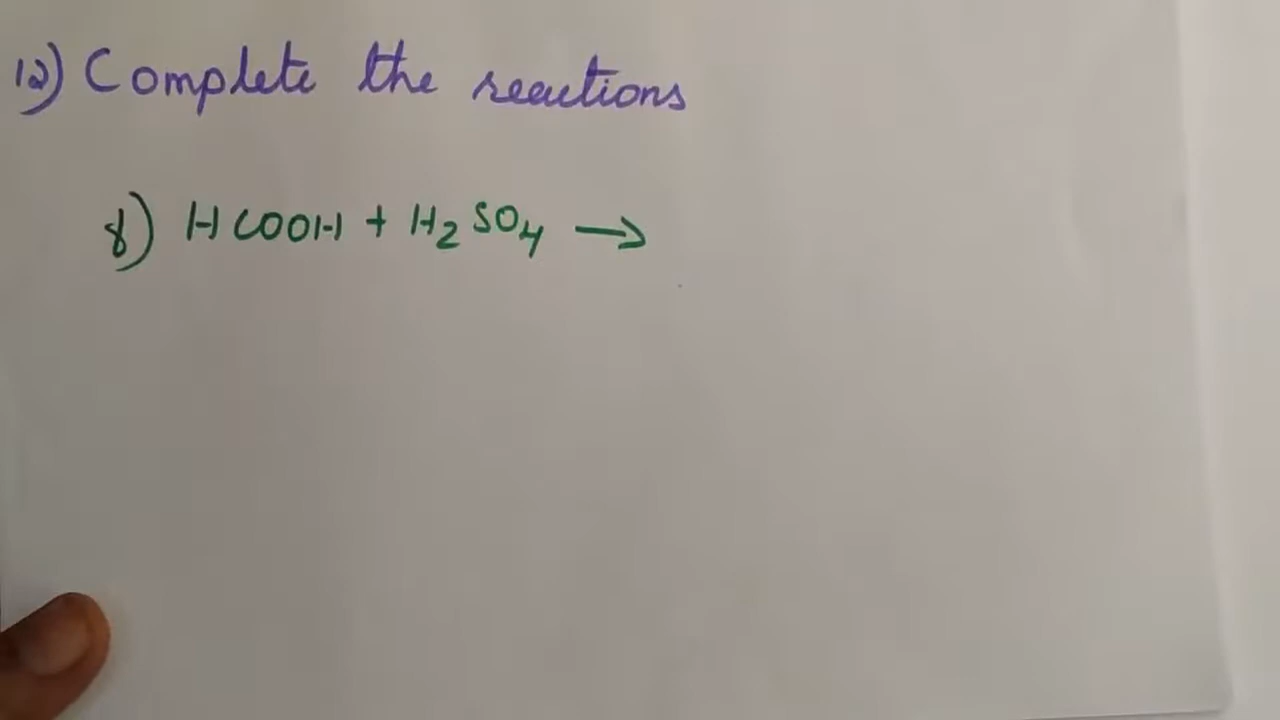 12) Complete the reactions
8) HCOOH + H₂SO₄ →